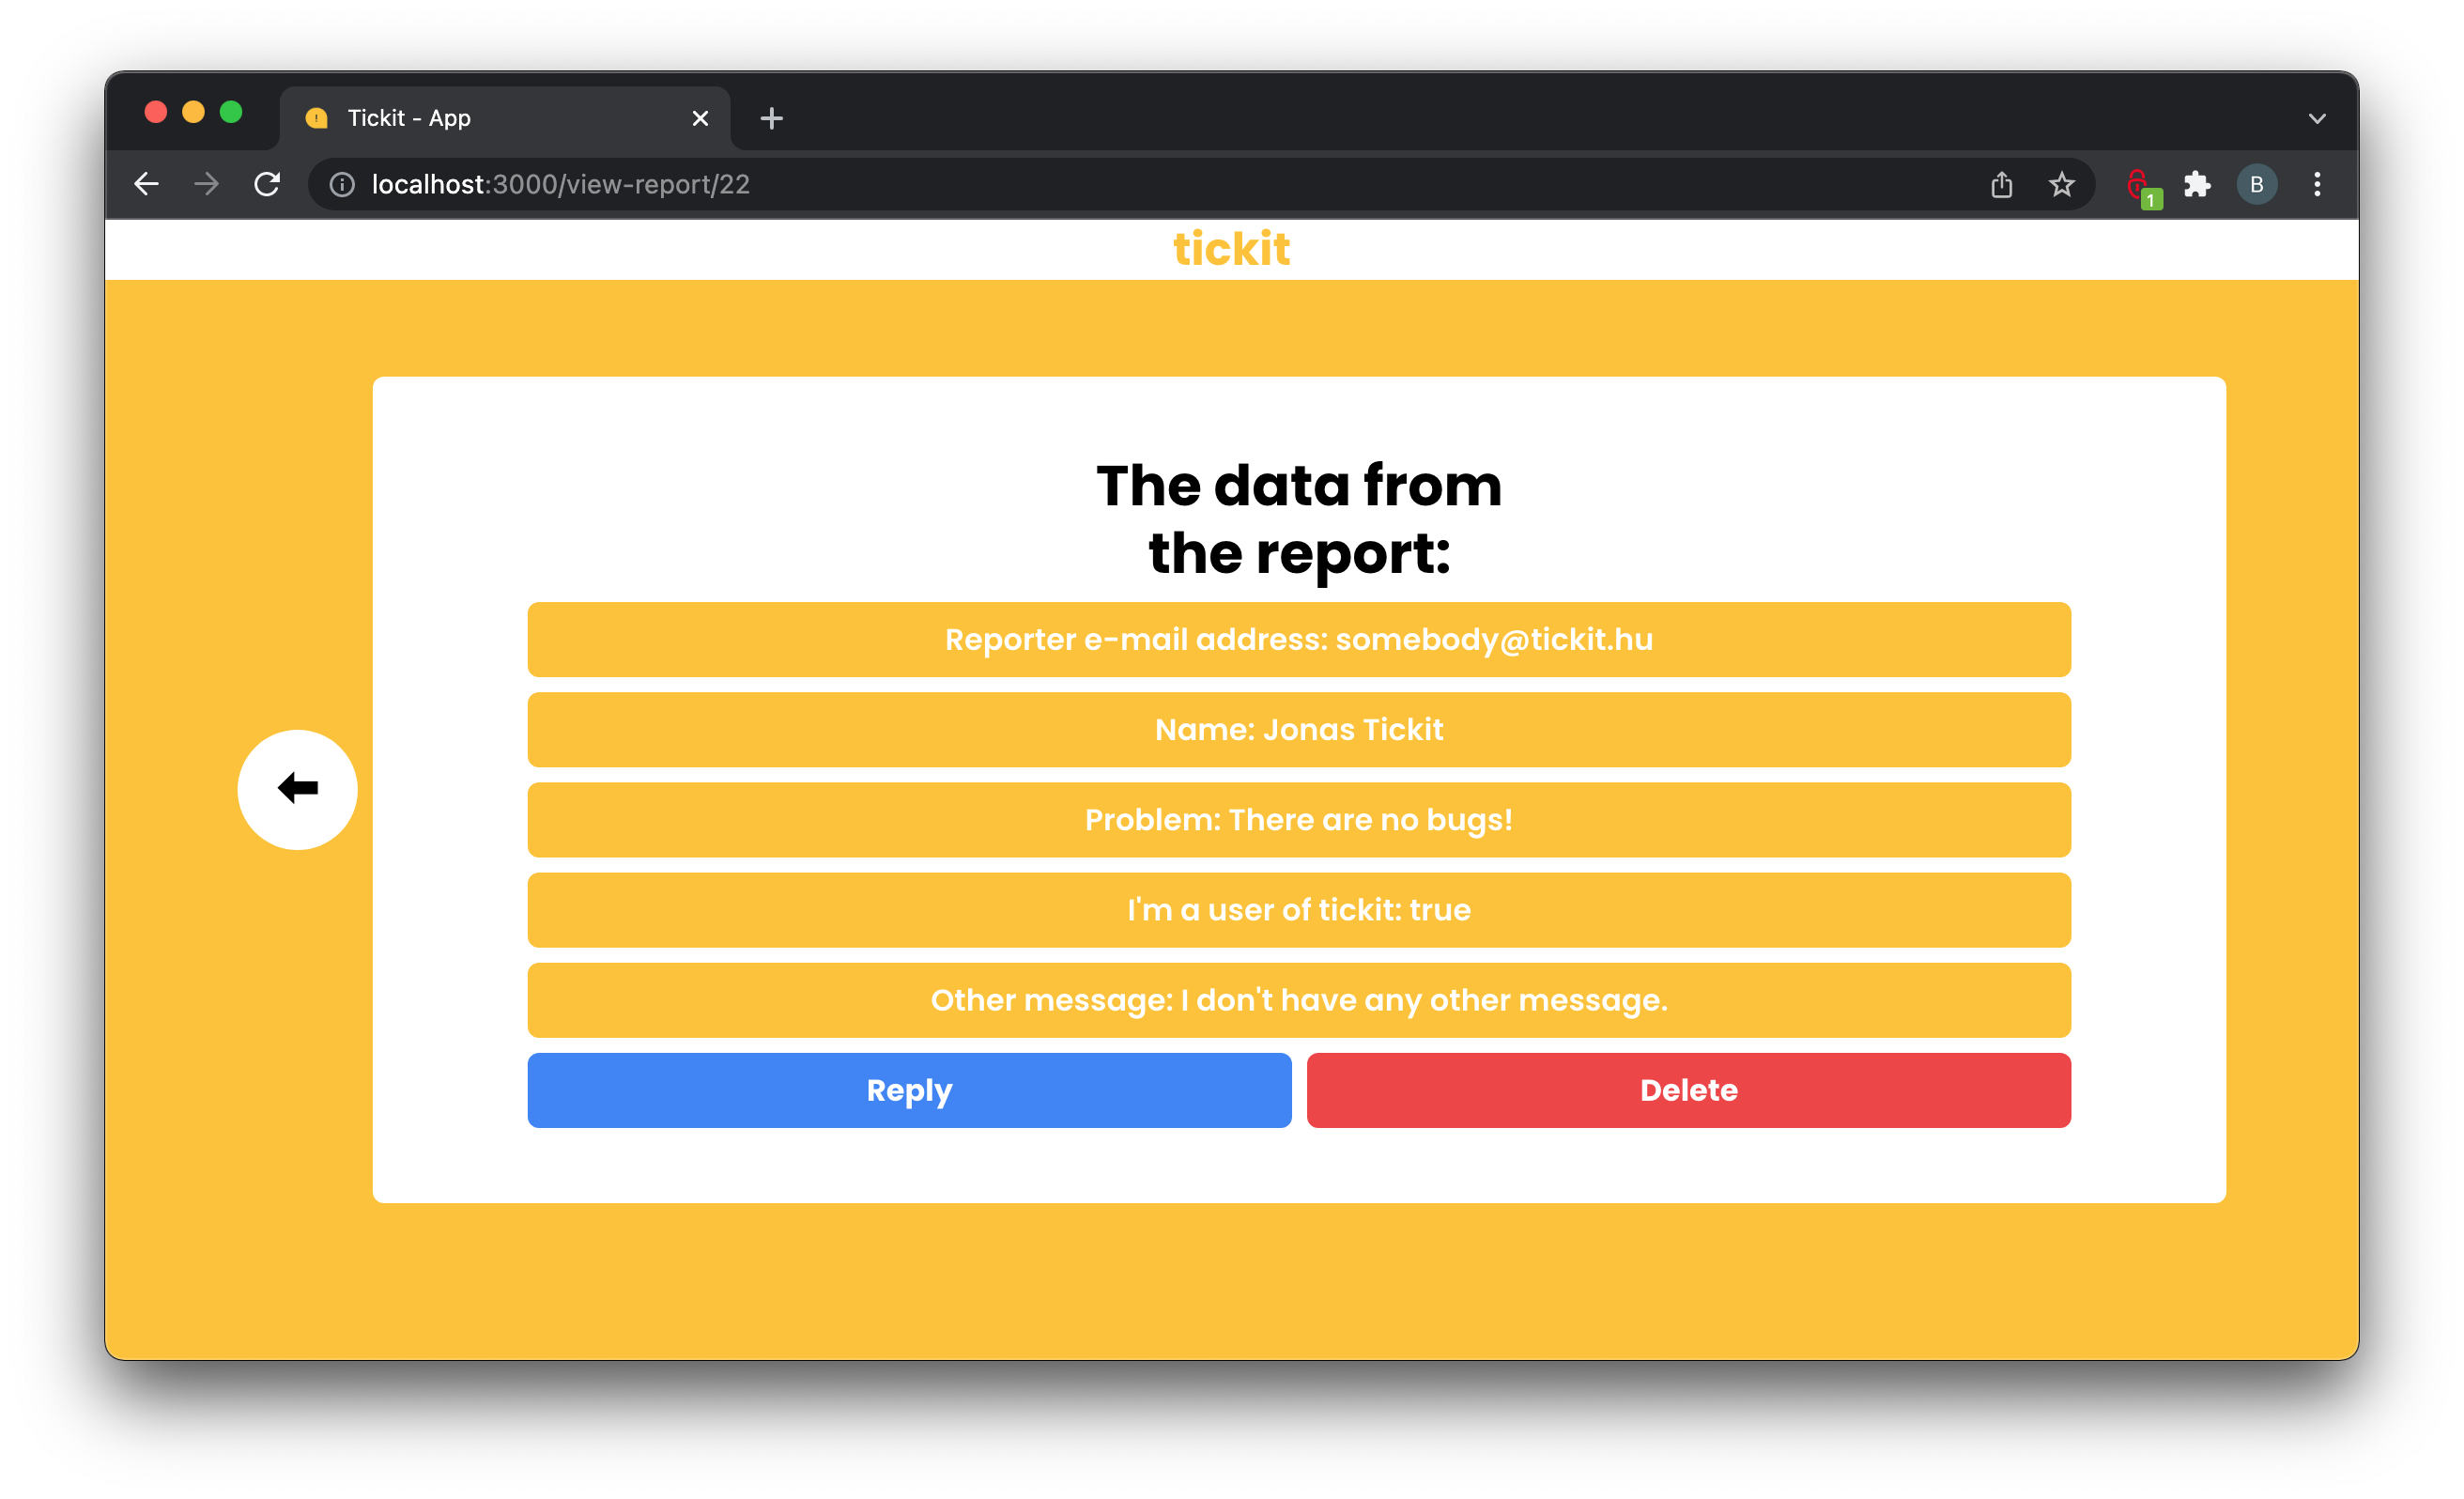 Tickit - App
localhost:3000/view-report/22
1
B
tickit
The data from
the report:
Reporter e-mail address: somebody@tickit.hu
Name: Jonas Tickit
Problem: There are no bugs!
I'm a user of tickit: true
Other message: I don't have any other message.
Reply
Delete